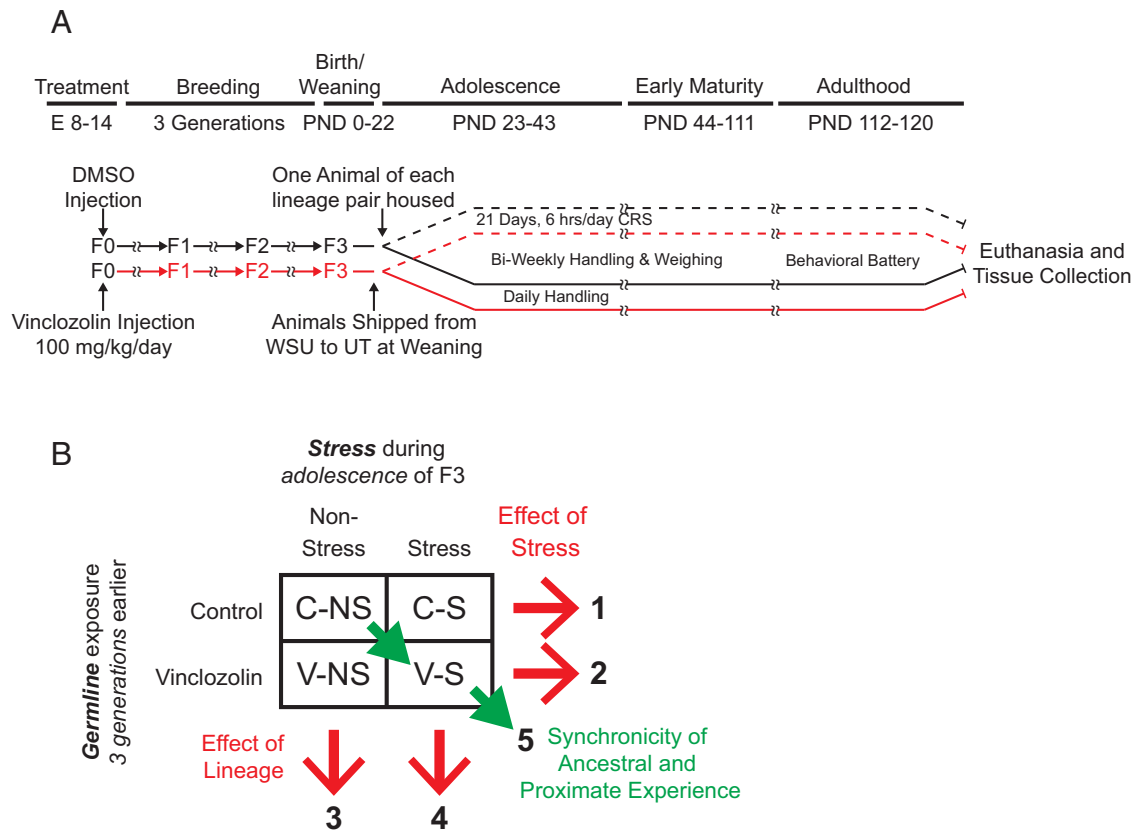 A
Treatment
Breeding
Birth/
Weaning
Adolescence
Early Maturity
Adulthood
E 8-14
3 Generations
PND 0-22
PND 23-43
PND 44-111
PND 112-120
DMSO
Injection
One Animal of each
lineage pair housed
21 Days, 6 hrs/day CRS
F0
F1
F2
F3
F0
F1
F2
F3
Bi-Weekly Handling & Weighing
Behavioral Battery
Daily Handling
Euthanasia and
Tissue Collection
Vinclozolin Injection
100 mg/kg/day
Animals Shipped from
WSU to UT at Weaning
B
Stress during
adolescence of F3
Non-
Stress
Stress
Effect of
Stress
Germline exposure
3 generations earlier
Control
C-NS
C-S
1
Vinclozolin
V-NS
V-S
2
Effect of
Lineage
3
4
5 Synchronicity of
Ancestral and
Proximate Experience